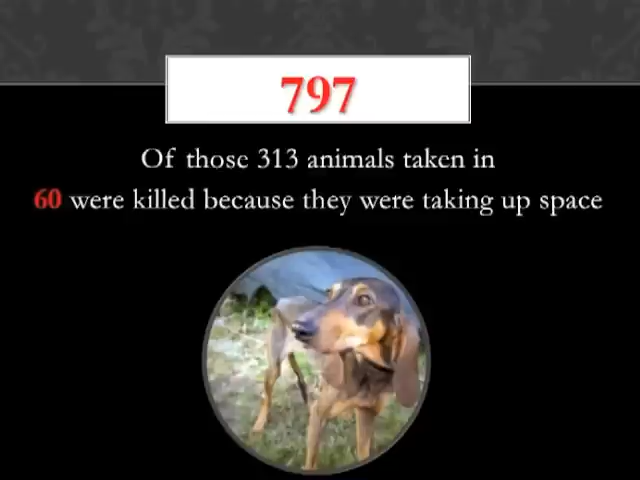 797
Of those 313 animals taken in
60 were killed because they were taking up space